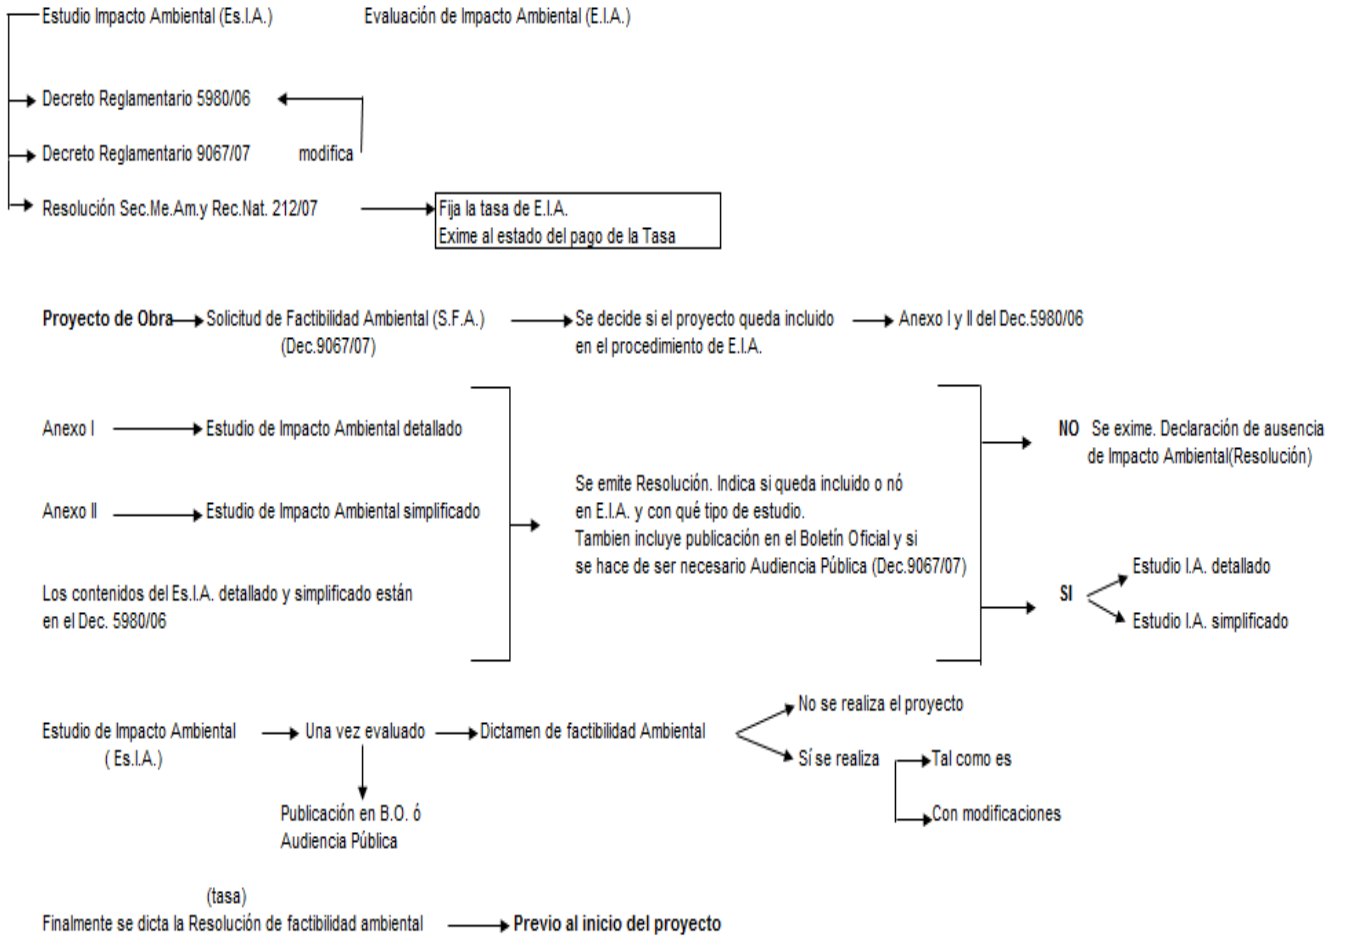 Estudio Impacto Ambiental (Es.I.A.)
Evaluación de Impacto Ambiental (E.I.A.)
Decreto Reglamentario 5980/06
Decreto Reglamentario 9067/07
modifica
Resolución Sec.Me.Am.y Rec.Nat. 212/07
Fija la tasa de E.I.A.
Exime al estado del pago de la Tasa
Proyecto de Obra
Solicitud de Factibilidad Ambiental (S.F.A.)
(Dec.9067/07)
Se decide si el proyecto queda incluido
en el procedimiento de E.I.A.
Anexo I y II del Dec.5980/06
Anexo I
Estudio de Impacto Ambiental detallado
Anexo II
Estudio de Impacto Ambiental simplificado
Los contenidos del Es.I.A. detallado y simplificado están
en el Dec. 5980/06
Se emite Resolución. Indica si queda incluido o nó
en E.I.A. y con qué tipo de estudio.
Tambien incluye publicación en el Boletín Oficial y si
se hace de ser necesario Audiencia Pública (Dec.9067/07)
NO Se exime. Declaración de ausencia
de Impacto Ambiental(Resolución)
SI
Estudio I.A. detallado
Estudio I.A. simplificado
Estudio de Impacto Ambiental
( Es.I.A.)
Una vez evaluado
Publicación en B.O. ó
Audiencia Pública
Dictamen de factibilidad Ambiental
No se realiza el proyecto
Sí se realiza
Tal como es
Con modificaciones
(tasa)
Finalmente se dicta la Resolución de factibilidad ambiental
Previo al inicio del proyecto